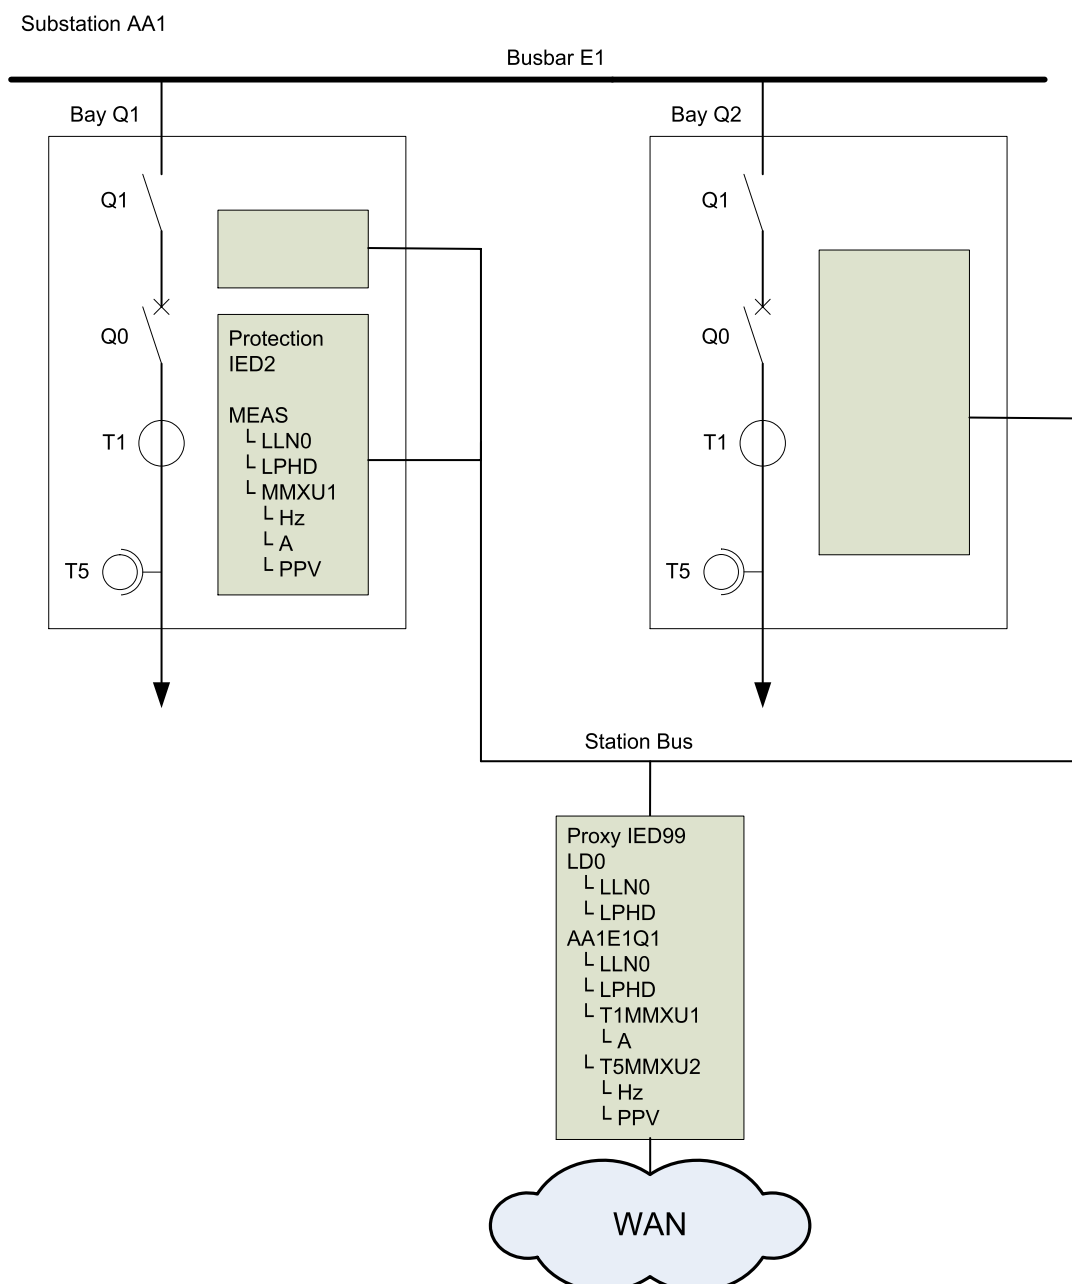 Substation AA1
Busbar E1
Bay Q1
Bay Q2
Q1
Q0
T1
T5
Protection
IED2
MEAS
LLN0
LPHD
MMXU1
Hz
A
PPV
Q1
Q0
T1
T5
Station Bus
Proxy IED99
LD0
LLN0
LPHD
AA1E1Q1
LLN0
LPHD
T1MMXU1
A
T5MMXU2
Hz
PPV
WAN